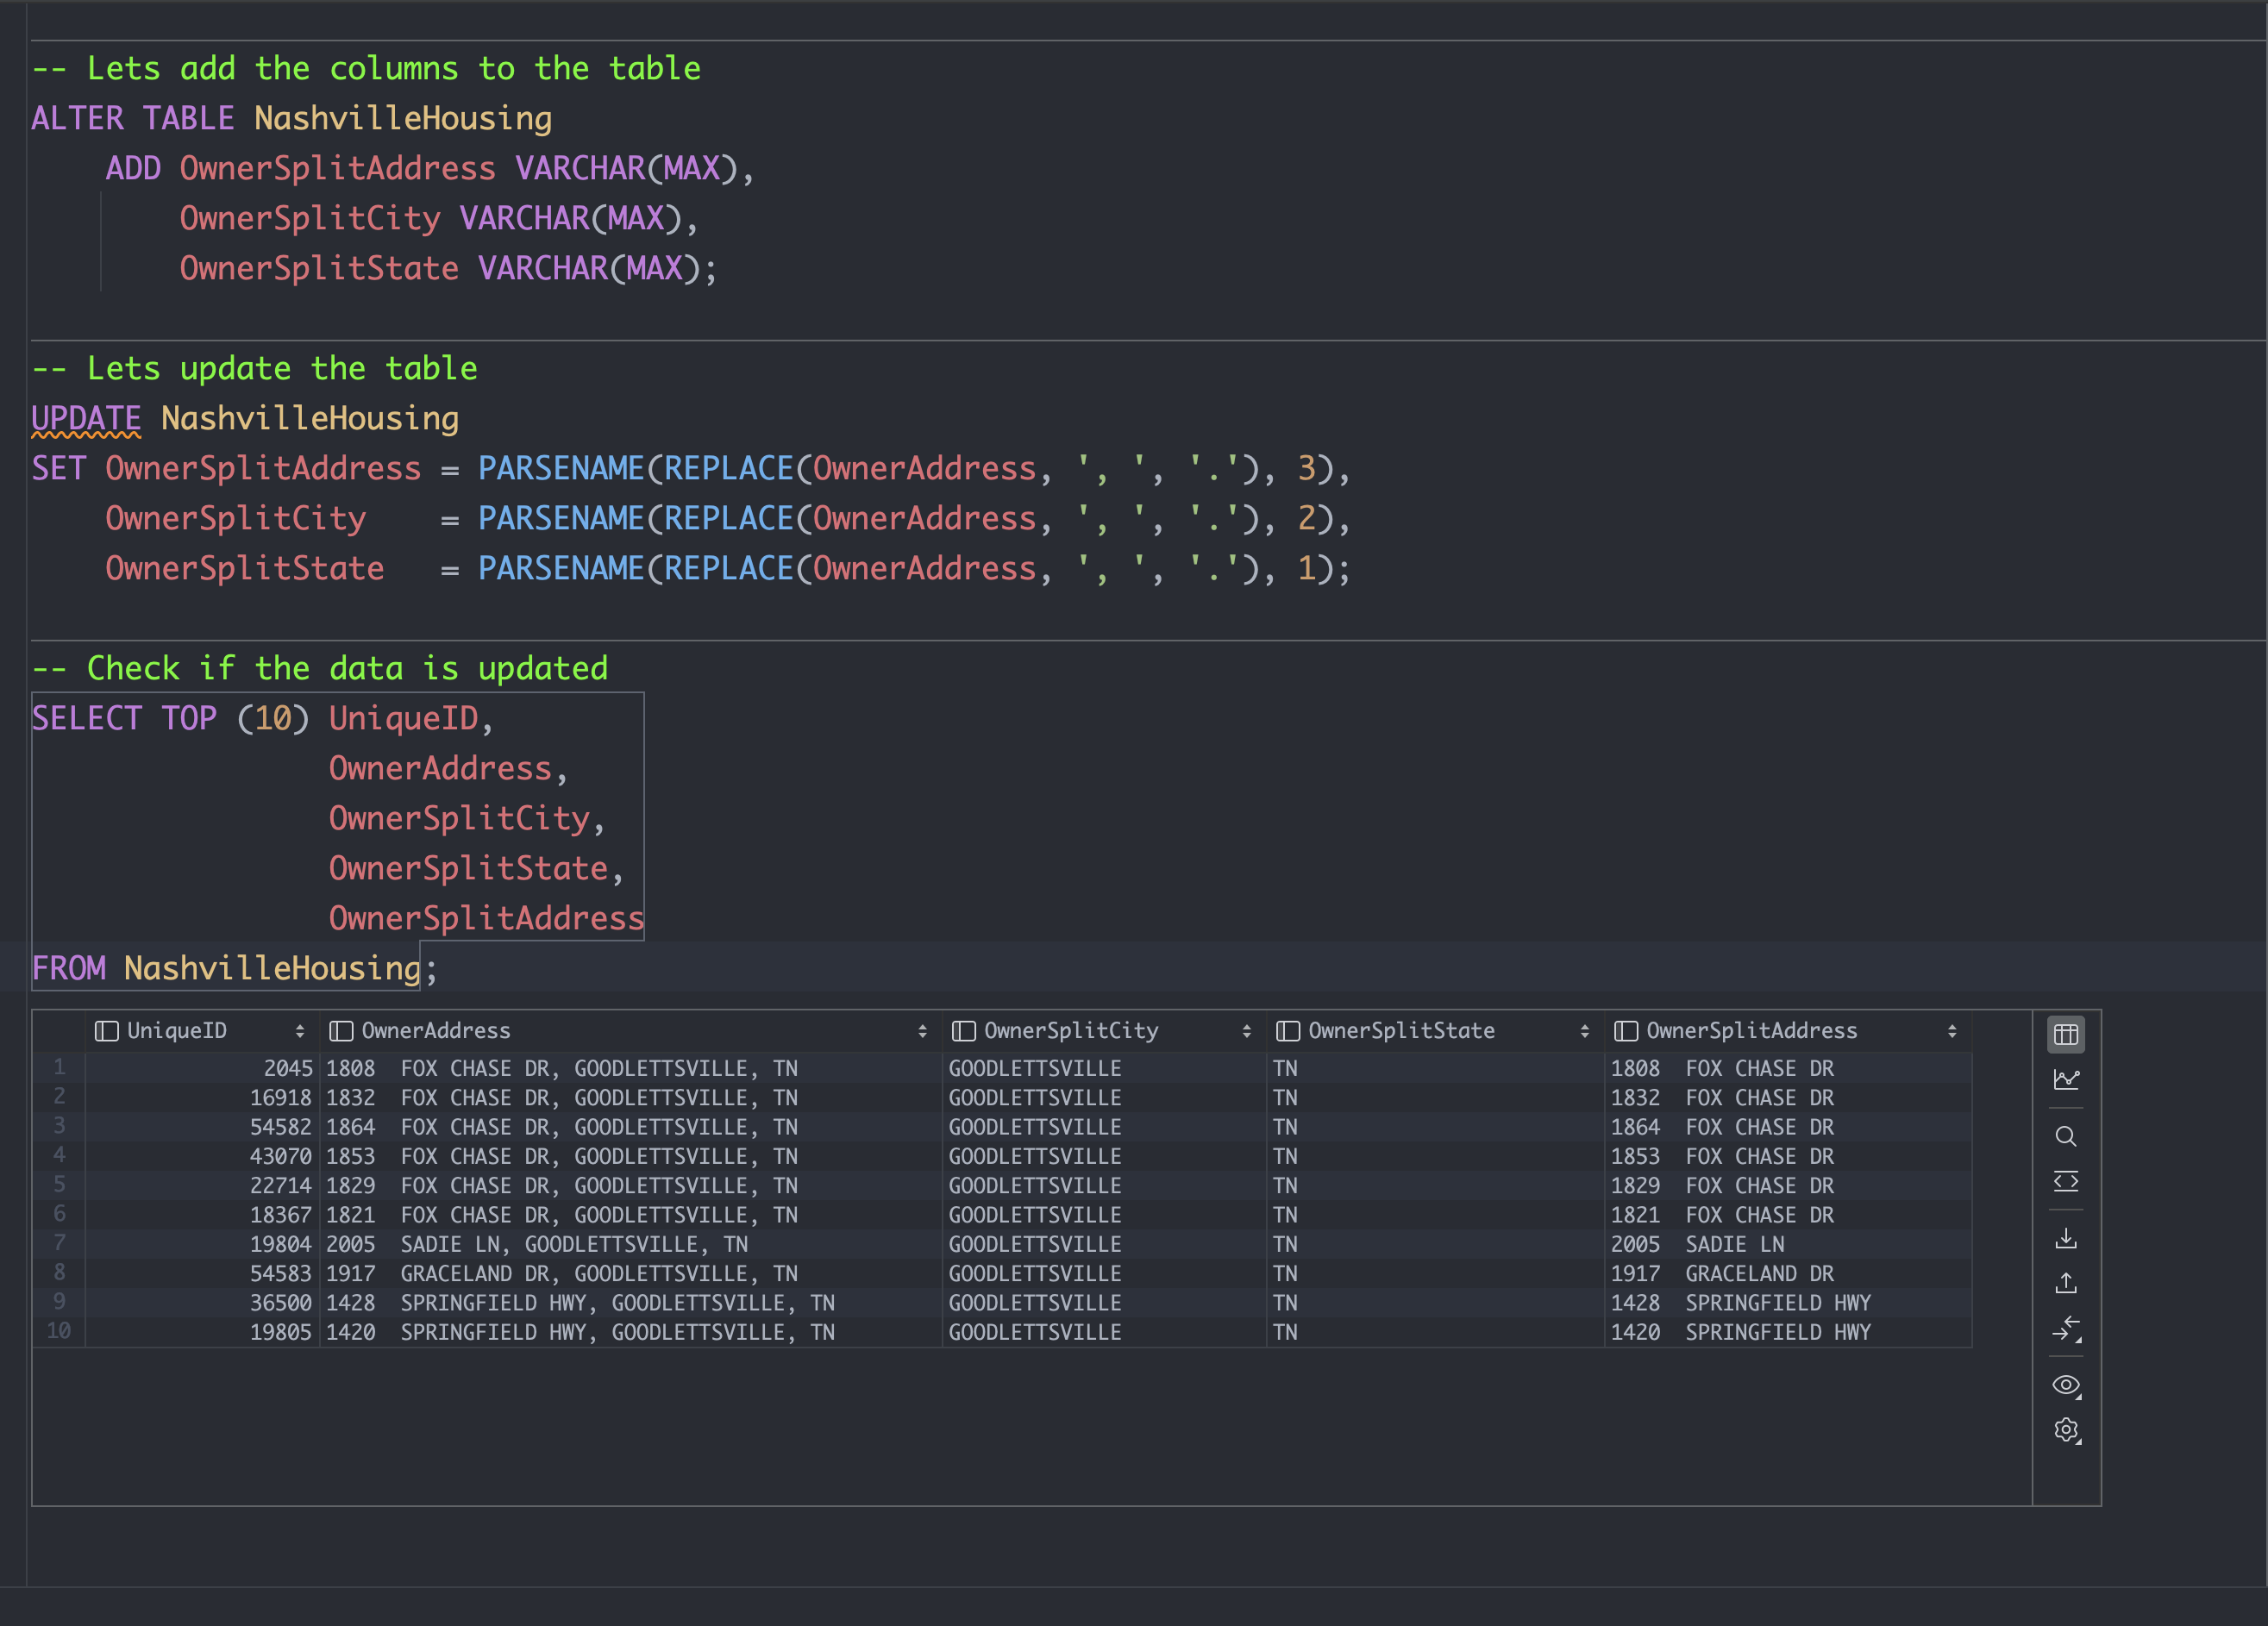 -- Lets add the columns to the table
ALTER TABLE NashvilleHousing
    ADD OwnerSplitAddress VARCHAR(MAX),
        OwnerSplitCity VARCHAR(MAX),
        OwnerSplitState VARCHAR(MAX);
-- Lets update the table
UPDATE NashvilleHousing
SET OwnerSplitAddress = PARSENAME(REPLACE(OwnerAddress, ', ', '.'), 3),
    OwnerSplitCity    = PARSENAME(REPLACE(OwnerAddress, ', ', '.'), 2),
    OwnerSplitState   = PARSENAME(REPLACE(OwnerAddress, ', ', '.'), 1);
-- Check if the data is updated
SELECT TOP (10) UniqueID,
                OwnerAddress,
                OwnerSplitCity,
                OwnerSplitState,
                OwnerSplitAddress
FROM NashvilleHousing;
UniqueID OwnerAddress OwnerSplitCity OwnerSplitState OwnerSplitAddress
1 2045 1808  FOX CHASE DR, GOODLETTSVILLE, TN GOODLETTSVILLE TN 1808  FOX CHASE DR
2 16918 1832  FOX CHASE DR, GOODLETTSVILLE, TN GOODLETTSVILLE TN 1832  FOX CHASE DR
3 54582 1864  FOX CHASE DR, GOODLETTSVILLE, TN GOODLETTSVILLE TN 1864  FOX CHASE DR
4 43070 1853  FOX CHASE DR, GOODLETTSVILLE, TN GOODLETTSVILLE TN 1853  FOX CHASE DR
5 22714 1829  FOX CHASE DR, GOODLETTSVILLE, TN GOODLETTSVILLE TN 1829  FOX CHASE DR
6 18367 1821  FOX CHASE DR, GOODLETTSVILLE, TN GOODLETTSVILLE TN 1821  FOX CHASE DR
7 19804 2005  SADIE LN, GOODLETTSVILLE, TN GOODLETTSVILLE TN 2005  SADIE LN
8 54583 1917  GRACELAND DR, GOODLETTSVILLE, TN GOODLETTSVILLE TN 1917  GRACELAND DR
9 36500 1428  SPRINGFIELD HWY, GOODLETTSVILLE, TN GOODLETTSVILLE TN 1428  SPRINGFIELD HWY
10 19805 1420  SPRINGFIELD HWY, GOODLETTSVILLE, TN GOODLETTSVILLE TN 1420  SPRINGFIELD HWY